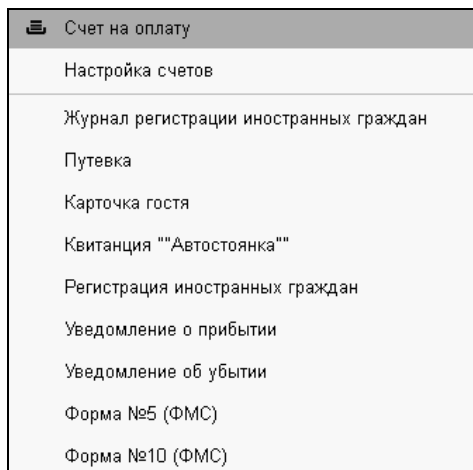 Счет на оплату
Настройка счетов
Журнал регистрации иностранных граждан
Путевка
Карточка гостя
Квитанция ""Автостоянка""
Регистрация иностранных граждан
Уведомление о прибытии
Уведомление об убытии
Форма №5 (ФМС)
Форма №10 (ФМС)